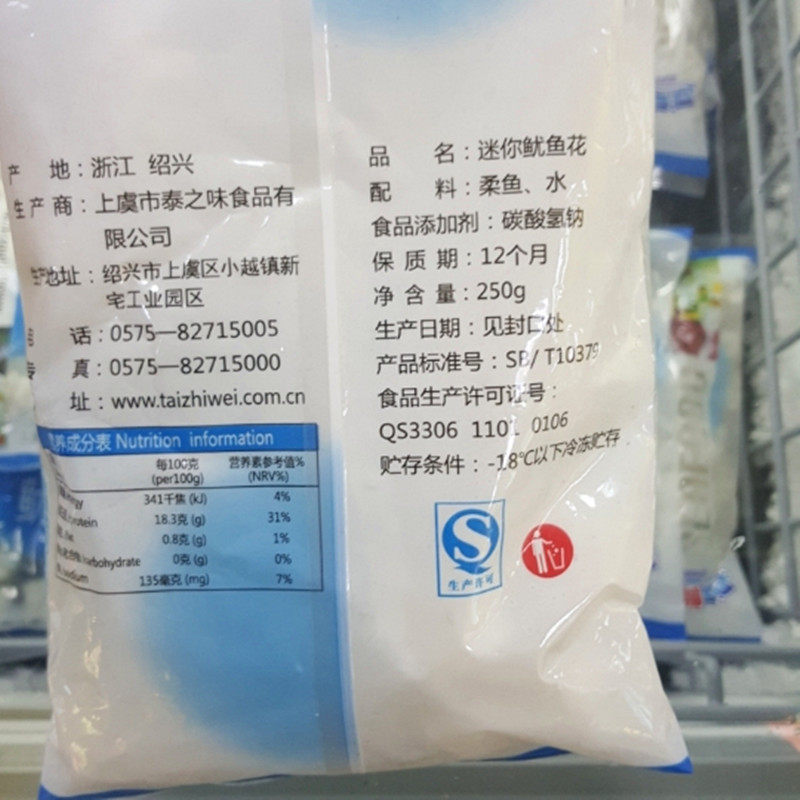 产 地：浙江 绍兴
生产商：上虞市泰之味食品有
限公司
生产地址：绍兴市上虞区小越镇新
宅工业园区
话：0575—82715005
真：0575—82715000
址：www.taizhiwei.com.cn
养成分表 Nutrition information
每100克 营养素参考值%
(per100g) (NRV%)
341千焦 (kJ) 4%
18.3克 (g) 31%
0.8克 (g) 1%
0克 (g) 0%
135毫克 (mg) 7%
品 名：迷你鱿鱼花
配 料：柔鱼、水
食品添加剂：碳酸氢钠
保 质 期：12个月
净 含 量：250g
生产日期：见封口处
产品标准号：SB/T10379
食品生产许可证号：
QS3306 1101 0106
贮存条件：-18℃以下冷冻贮存
生产许可